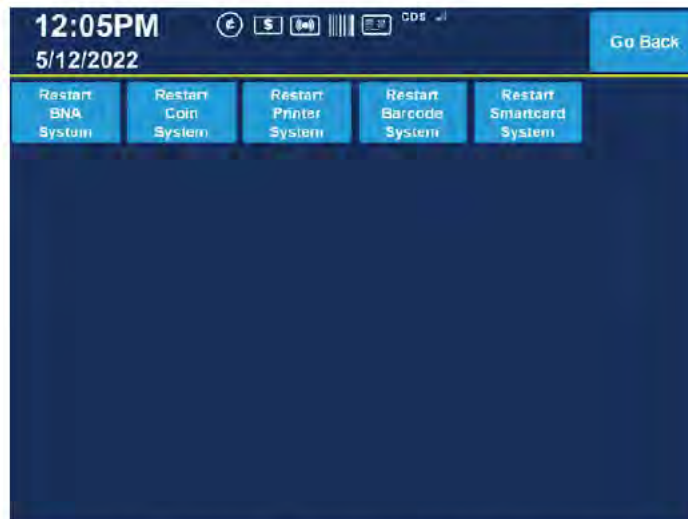 12:05PM
5/12/2022
CDS
Go Back
Restart
BNA
System
Restart
Coin
System
Restart
Printer
System
Restart
Barcode
System
Restart
Smartcard
System